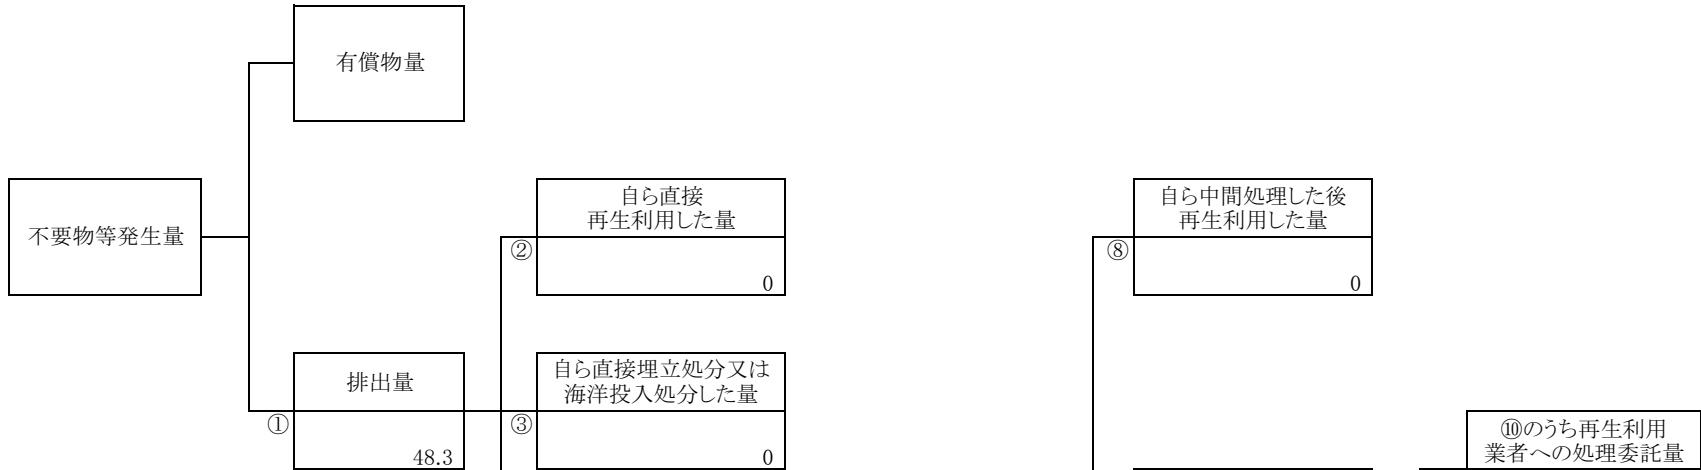 有償物量
不要物等発生量
自ら直接
再生利用した量
②
0
自ら中間処理した後
再生利用した量
⑧
0
排出量
①
48.3
自ら直接埋立処分又は
海洋投入処分した量
③
0
⑩のうち再生利用
業者への処理委託量